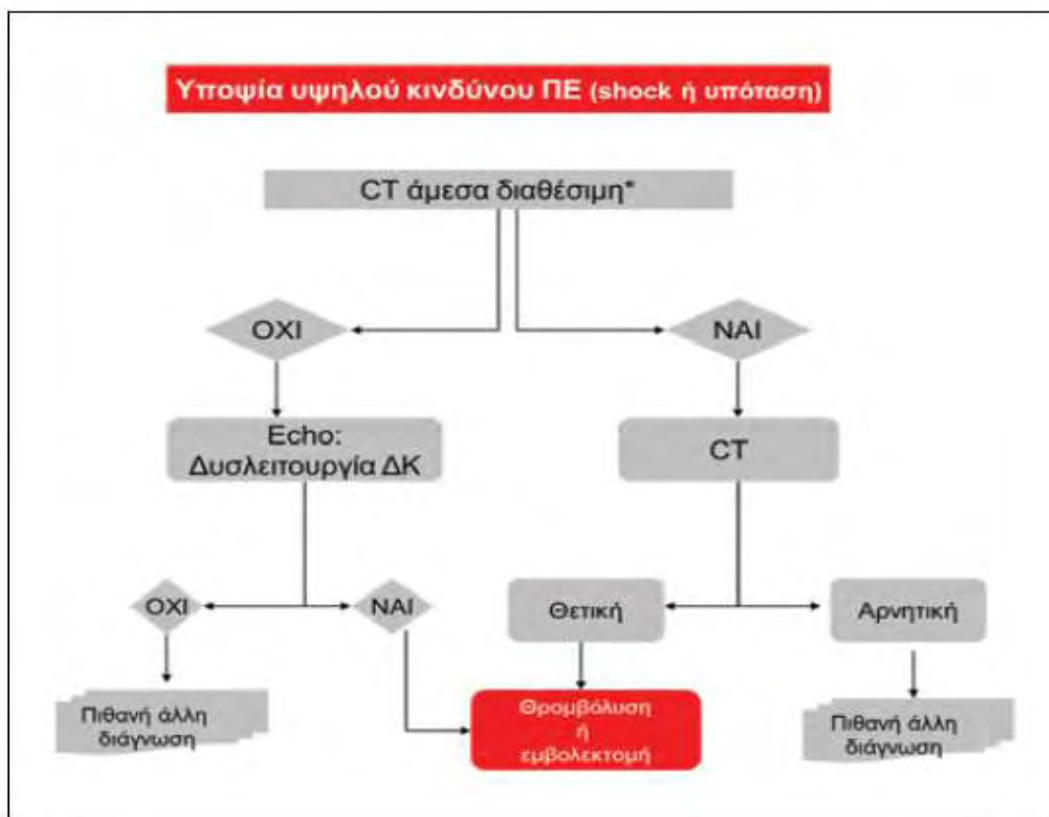 Υποψία υψηλού κινδύνου ΠΕ (shock ή υπόταση)
CT άμεσα διαθέσιμη*
ΟΧΙ
ΝΑΙ
Echo:
Δυσλειτουργία ΔΚ
CT
ΟΧΙ
ΝΑΙ
Θετική
Αρνητική
Πιθανή άλλη
διάγνωση
Θρομβόλυση
ή
εμβολεκτομή
Πιθανή άλλη
διάγνωση